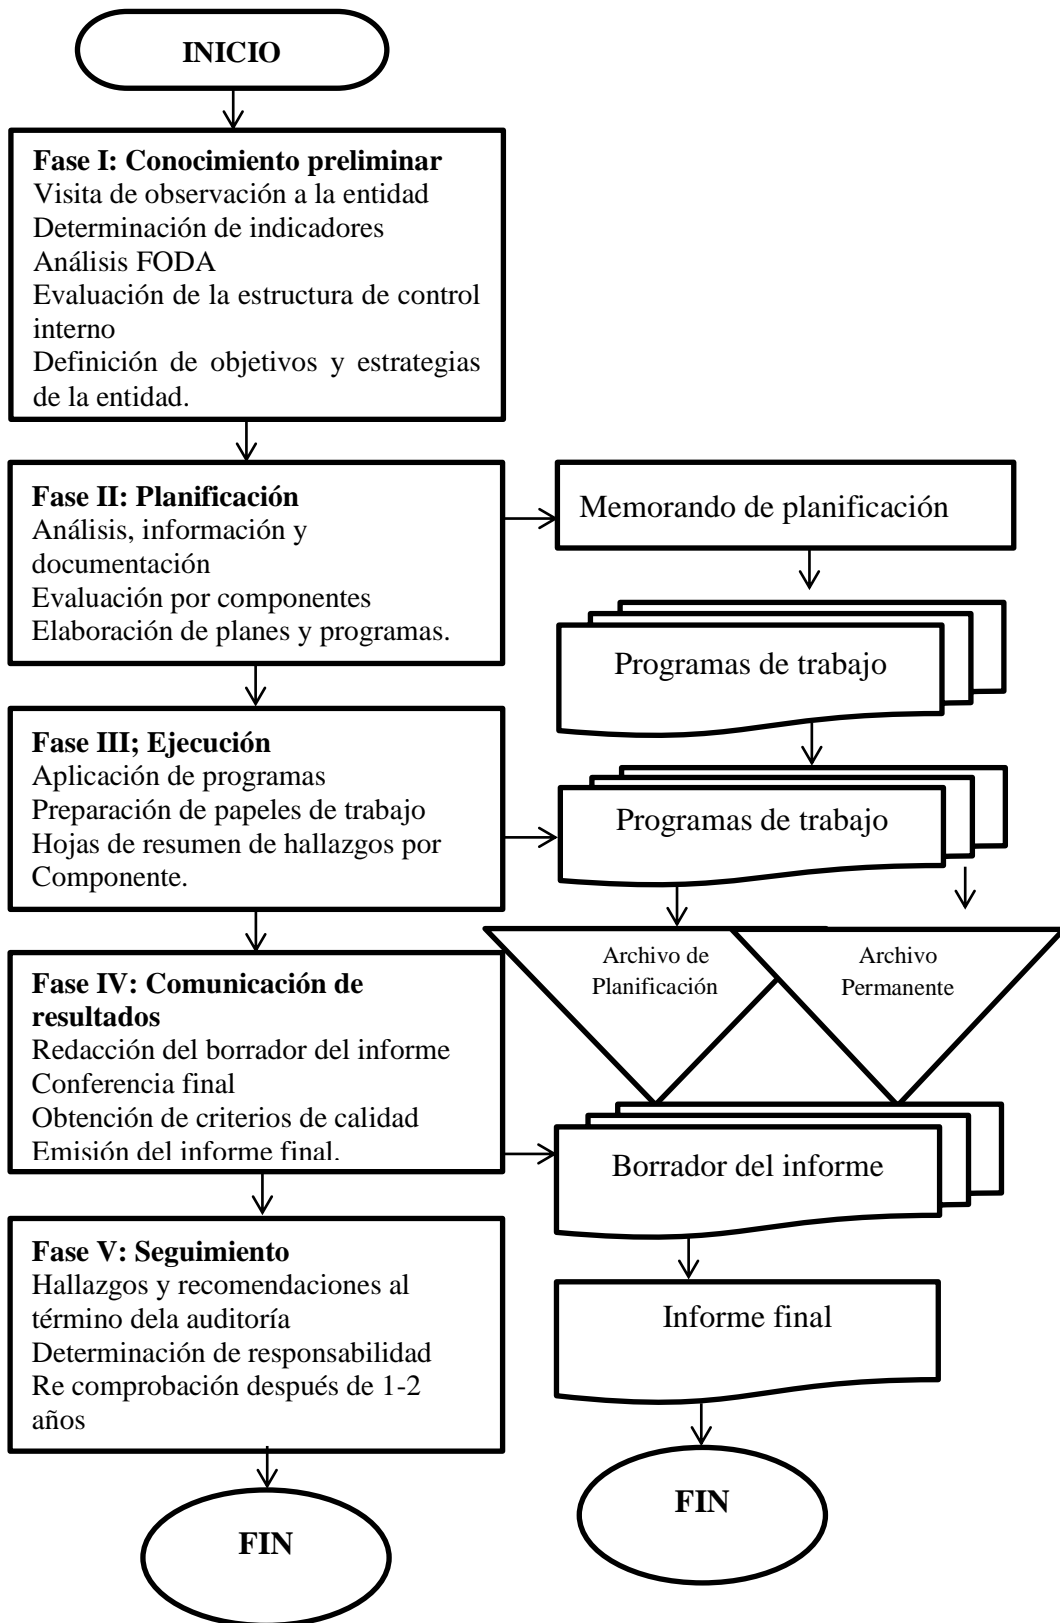 INICIO
Fase I: Conocimiento preliminar
Visita de observación a la entidad
Determinación de indicadores
Análisis FODA
Evaluación de la estructura de control
interno
Definición de objetivos y estrategias
de la entidad.
Fase II: Planificación
Análisis, información y
documentación
Evaluación por componentes
Elaboración de planes y programas.
Memorando de planificación
Programas de trabajo
Fase III; Ejecución
Aplicación de programas
Preparación de papeles de trabajo
Hojas de resumen de hallazgos por
Componente.
Programas de trabajo
Archivo de
Planificación
Archivo
Permanente
Fase IV: Comunicación de
resultados
Redacción del borrador del informe
Conferencia final
Obtención de criterios de calidad
Emisión del informe final.
Borrador del informe
Fase V: Seguimiento
Hallazgos y recomendaciones al
término dela auditoría
Determinación de responsabilidad
Re comprobación después de 1-2
años
Informe final
FIN
FIN